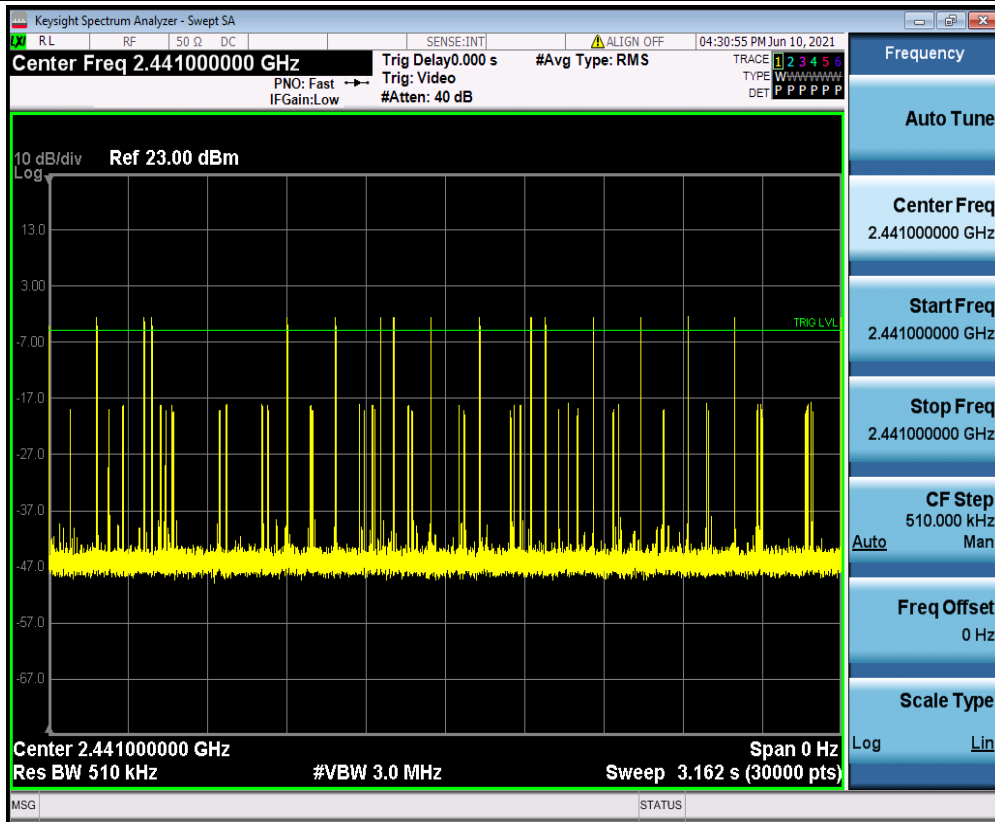 Keysight Spectrum Analyzer - Swept SA
LXI RL RF 50 Ω DC SENSE:INT ALIGN OFF 04:30:55 PM Jun 10, 2021
Center Freq 2.441000000 GHz
PNO: Fast
IFGain:Low
Trig Delay0.000 s
Trig: Video
#Atten: 40 dB
#Avg Type: RMS
TRACE 1 2 3 4 5 6
TYPE WWWWWW
DET P P P P P P
10 dB/div Ref 23.00 dBm
Log
13.0
3.00
TRIG LVL
-7.00
-17.0
-27.0
-37.0
-47.0
-57.0
-67.0
Center 2.441000000 GHz Span 0 Hz
Res BW 510 kHz #VBW 3.0 MHz Sweep 3.162 s (30000 pts)
MSG STATUS
Frequency
Auto Tune
Center Freq
2.441000000 GHz
Start Freq
2.441000000 GHz
Stop Freq
2.441000000 GHz
CF Step
510.000 kHz
Auto Man
Freq Offset
0 Hz
Scale Type
Log Lin